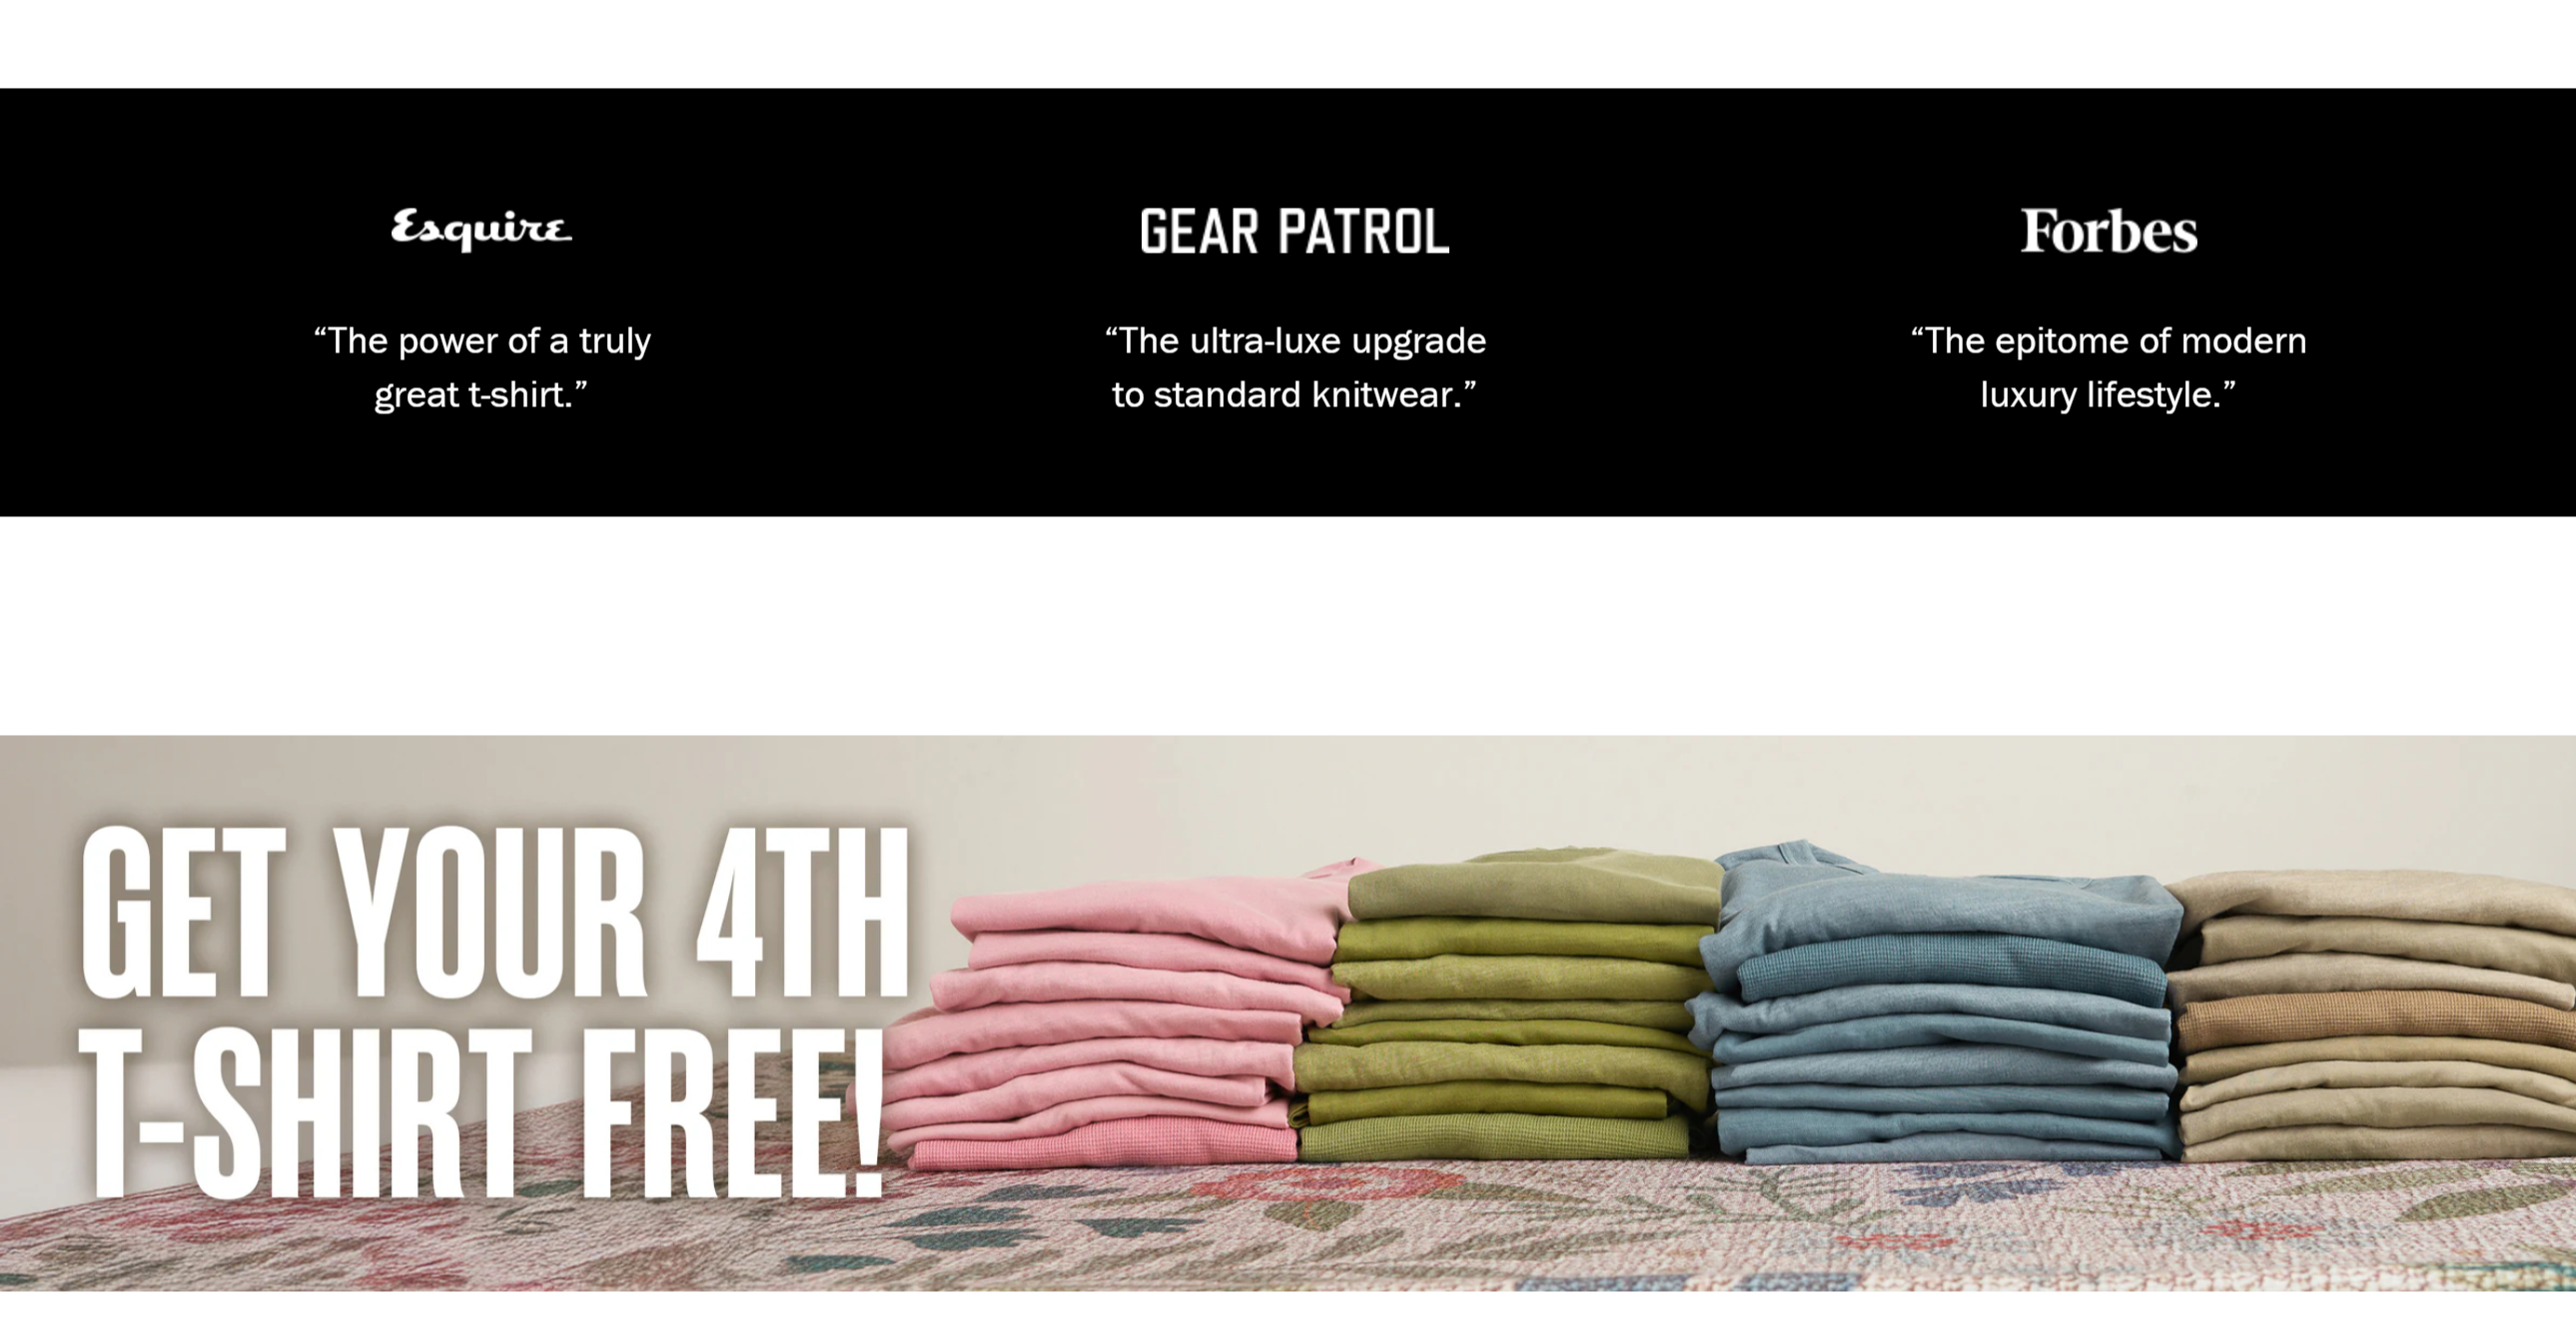 Esquire
“The power of a truly
great t-shirt.”
GEAR PATROL
“The ultra-luxe upgrade
to standard knitwear.”
Forbes
“The epitome of modern
luxury lifestyle.”
GET YOUR 4TH
T-SHIRT FREE!